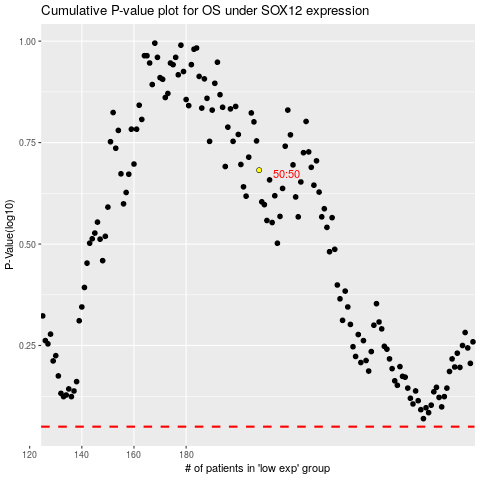 Cumulative P-value plot for OS under SOX12 expression
P-Value(log10)
1.00
0.75
0.50
0.25
50:50
120 140 160 180
# of patients in 'low exp' group